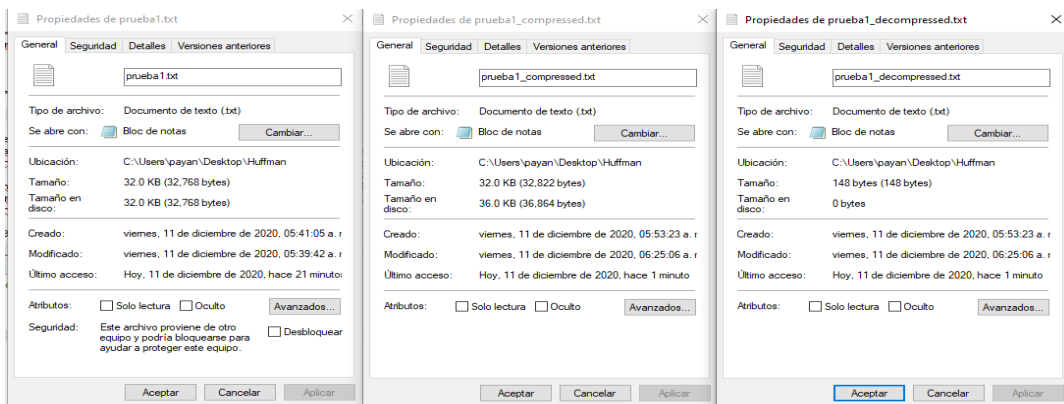 Propiedades de prueba1.txt
General Seguridad Detalles Versiones anteriores
prueba1.txt
Tipo de archivo: Documento de texto (.txt)
Se abre con: Bloc de notas Cambiar...
Ubicación: C:\Users\payan\Desktop\Huffman
Tamaño: 32.0 KB (32,768 bytes)
Tamaño en disco: 32.0 KB (32,768 bytes)
Creado: viernes, 11 de diciembre de 2020, 05:41:05 a. r
Modificado: viernes, 11 de diciembre de 2020, 05:39:42 a. r
Último acceso: Hoy, 11 de diciembre de 2020, hace 21 minuto:
Atributos: Solo lectura Oculto Avanzados...
Seguridad: Este archivo proviene de otro
equipo y podría bloquearse para
ayudar a proteger este equipo.
Desbloquear
Aceptar Cancelar Aplicar
Propiedades de prueba1_compressed.txt
General Seguridad Detalles Versiones anteriores
prueba1_compressed.txt
Tipo de archivo: Documento de texto (.txt)
Se abre con: Bloc de notas Cambiar...
Ubicación: C:\Users\payan\Desktop\Huffman
Tamaño: 32.0 KB (32,822 bytes)
Tamaño en disco: 36.0 KB (36,864 bytes)
Creado: viernes, 11 de diciembre de 2020, 05:53:23 a. r
Modificado: viernes, 11 de diciembre de 2020, 06:25:06 a. r
Último acceso: Hoy, 11 de diciembre de 2020, hace 1 minuto
Atributos: Solo lectura Oculto Avanzados...
Aceptar Cancelar Aplicar
Propiedades de prueba1_decompressed.txt
General Seguridad Detalles Versiones anteriores
prueba1_decompressed.txt
Tipo de archivo: Documento de texto (.txt)
Se abre con: Bloc de notas Cambiar...
Ubicación: C:\Users\payan\Desktop\Huffman
Tamaño: 148 bytes (148 bytes)
Tamaño en disco: 0 bytes
Creado: viernes, 11 de diciembre de 2020, 05:53:23 a. r
Modificado: viernes, 11 de diciembre de 2020, 06:25:06 a. r
Último acceso: Hoy, 11 de diciembre de 2020, hace 1 minuto
Atributos: Solo lectura Oculto Avanzados...
Aceptar Cancelar Aplicar